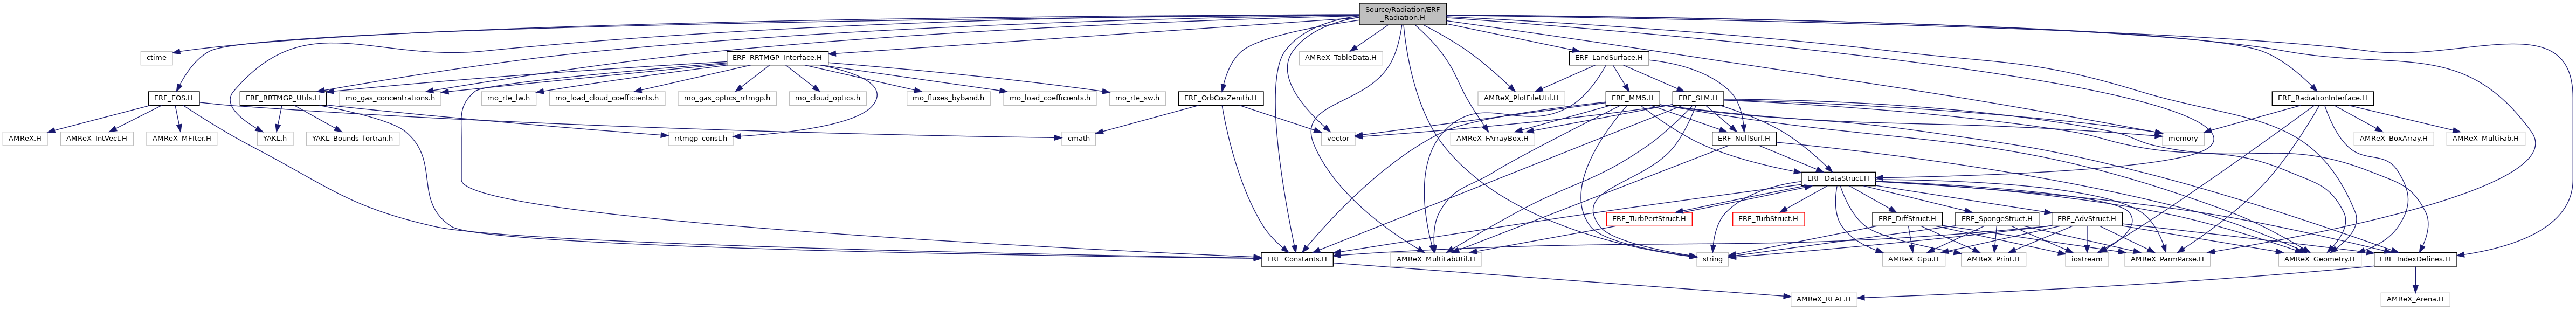 Source/Radiation/ERF
_Radiation.H
ctime
ERF_RRTMGP_Interface.H
AMReX_TableData.H
ERF_LandSurface.H
ERF_EOS.H
ERF_RRTMGP_Utils.H
mo_gas_concentrations.h
mo_rte_lw.h
mo_load_cloud_coefficients.h
mo_gas_optics_rrtmgp.h
mo_cloud_optics.h
mo_fluxes_byband.h
mo_load_coefficients.h
mo_rte_sw.h
ERF_OrbCosZenith.H
AMReX_PlotFileUtil.H
ERF_MM5.H
ERF_SLM.H
ERF_RadiationInterface.H
AMReX.H
AMReX_IntVect.H
AMReX_MFIter.H
YAKL.h
YAKL_Bounds_fortran.h
rrtmgp_const.h
cmath
vector
AMReX_FArrayBox.H
ERF_NullSurf.H
memory
AMReX_BoxArray.H
AMReX_MultiFab.H
ERF_DataStruct.H
ERF_TurbPertStruct.H
ERF_TurbStruct.H
ERF_DiffStruct.H
ERF_SpongeStruct.H
ERF_AdvStruct.H
ERF_Constants.H
AMReX_MultiFabUtil.H
string
AMReX_Gpu.H
AMReX_Print.H
iostream
AMReX_ParmParse.H
AMReX_Geometry.H
ERF_IndexDefines.H
AMReX_REAL.H
AMReX_Arena.H